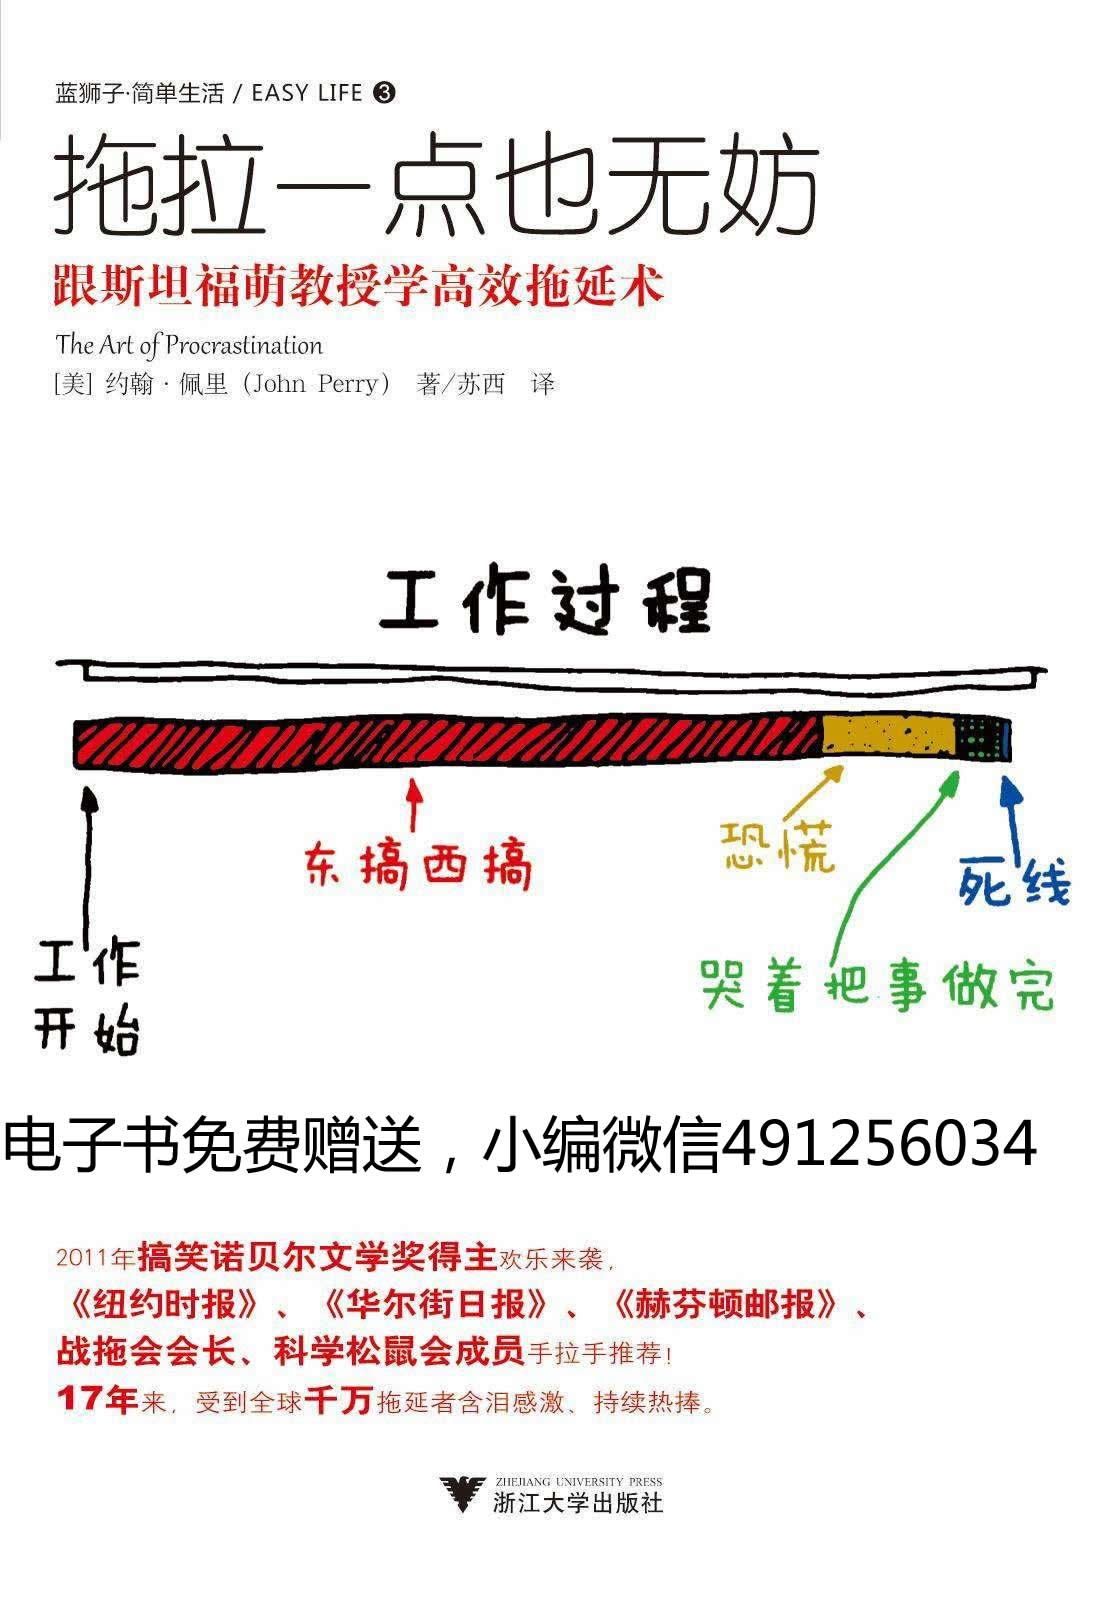 蓝狮子·简单生活 / EASY LIFE ❸
拖拉一点也无妨
跟斯坦福萌教授学高效拖延术
The Art of Procrastination
[美] 约翰·佩里（John Perry） 著/苏西 译
工作过程
东搞西搞
恐慌
死线
工作
开始
哭着把事做完
电子书免费赠送，小编微信491256034
2011年搞笑诺贝尔文学奖得主欢乐来袭，
《纽约时报》、《华尔街日报》、《赫芬顿邮报》、
战拖会会长、科学松鼠会成员手拉手推荐！
17年来，受到全球千万拖延者含泪感激、持续热捧。
ZHEJIANG UNIVERSITY PRESS
浙江大学出版社